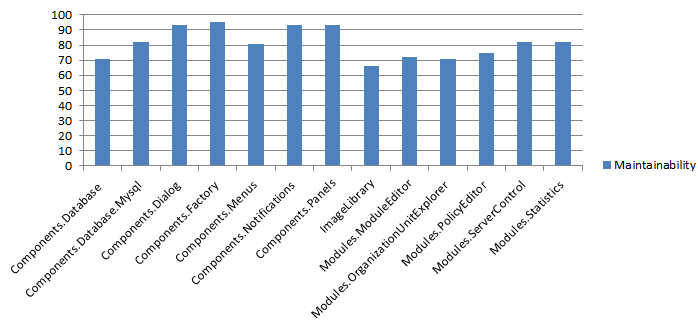 100
90
80
70
60
50
40
30
20
10
0
Components.Database
Components.Database.Mysql
Components.Dialog
Components.Factory
Components.Menus
Components.Notifications
Components.Panels
ImageLibrary
Modules.ModuleEditor
Modules.OrganizationUnitExplorer
Modules.PolicyEditor
Modules.ServerControl
Modules.Statistics
Maintainability